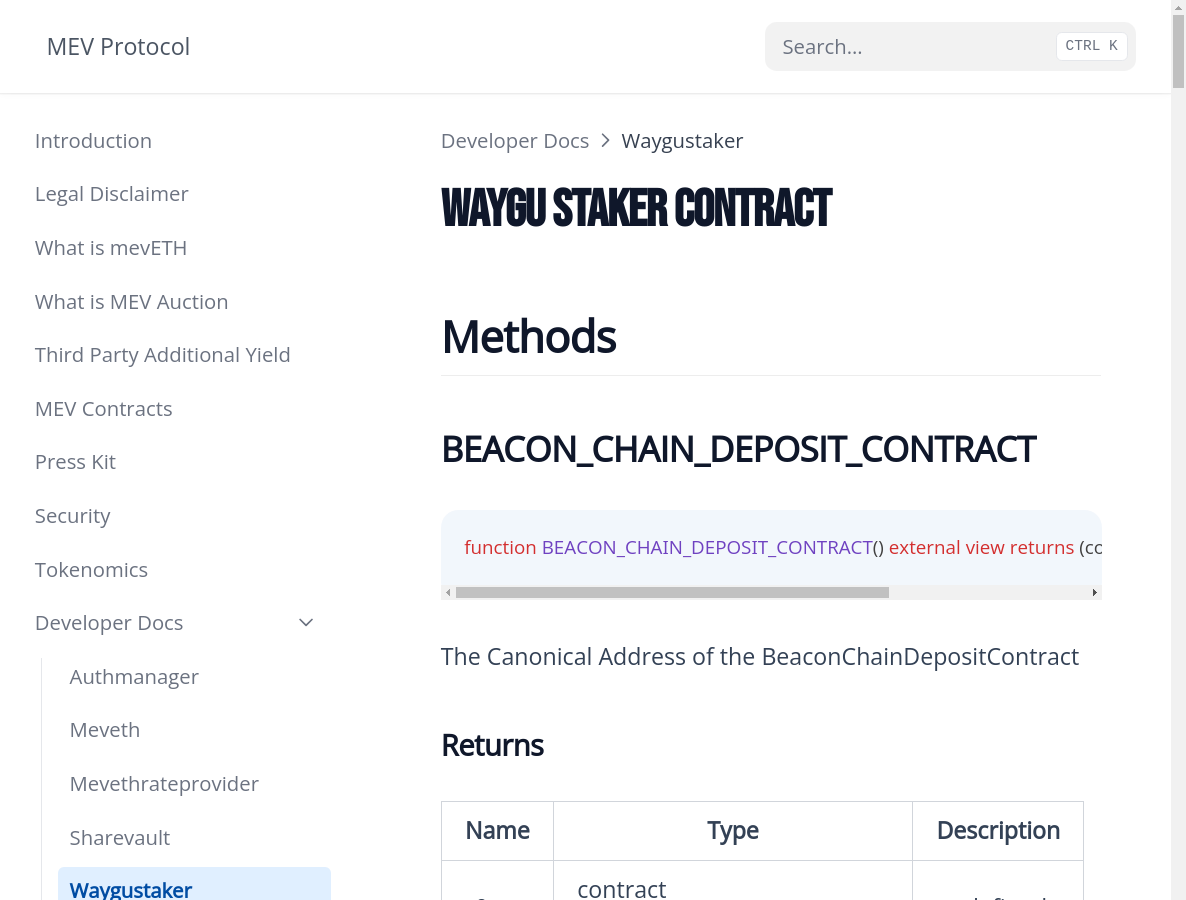 MEV Protocol
Search…
CTRL K
Introduction
Legal Disclaimer
What is mevETH
What is MEV Auction
Third Party Additional Yield
MEV Contracts
Press Kit
Security
Tokenomics
Developer Docs
Authmanager
Meveth
Mevethrateprovider
Sharevault
Waygustaker
Developer Docs > Waygustaker
WAYGU STAKER CONTRACT
Methods
BEACON_CHAIN_DEPOSIT_CONTRACT
function BEACON_CHAIN_DEPOSIT_CONTRACT() external view returns (co
The Canonical Address of the BeaconChainDepositContract
Returns
Name Type Description
contract